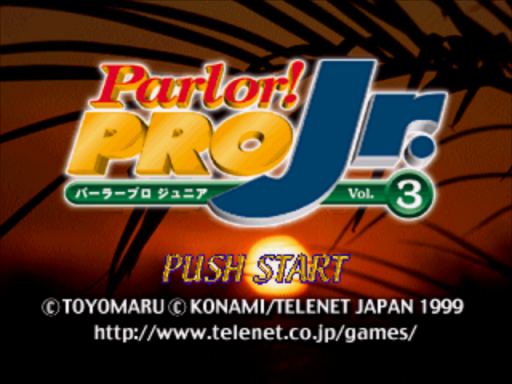 Parlor!
PRO Jr.
パーラープロ ジュニア Vol. 3
PUSH START
©TOYOMARU©KONAMI/TELENET JAPAN 1999
http://www.telenet.co.jp/games/